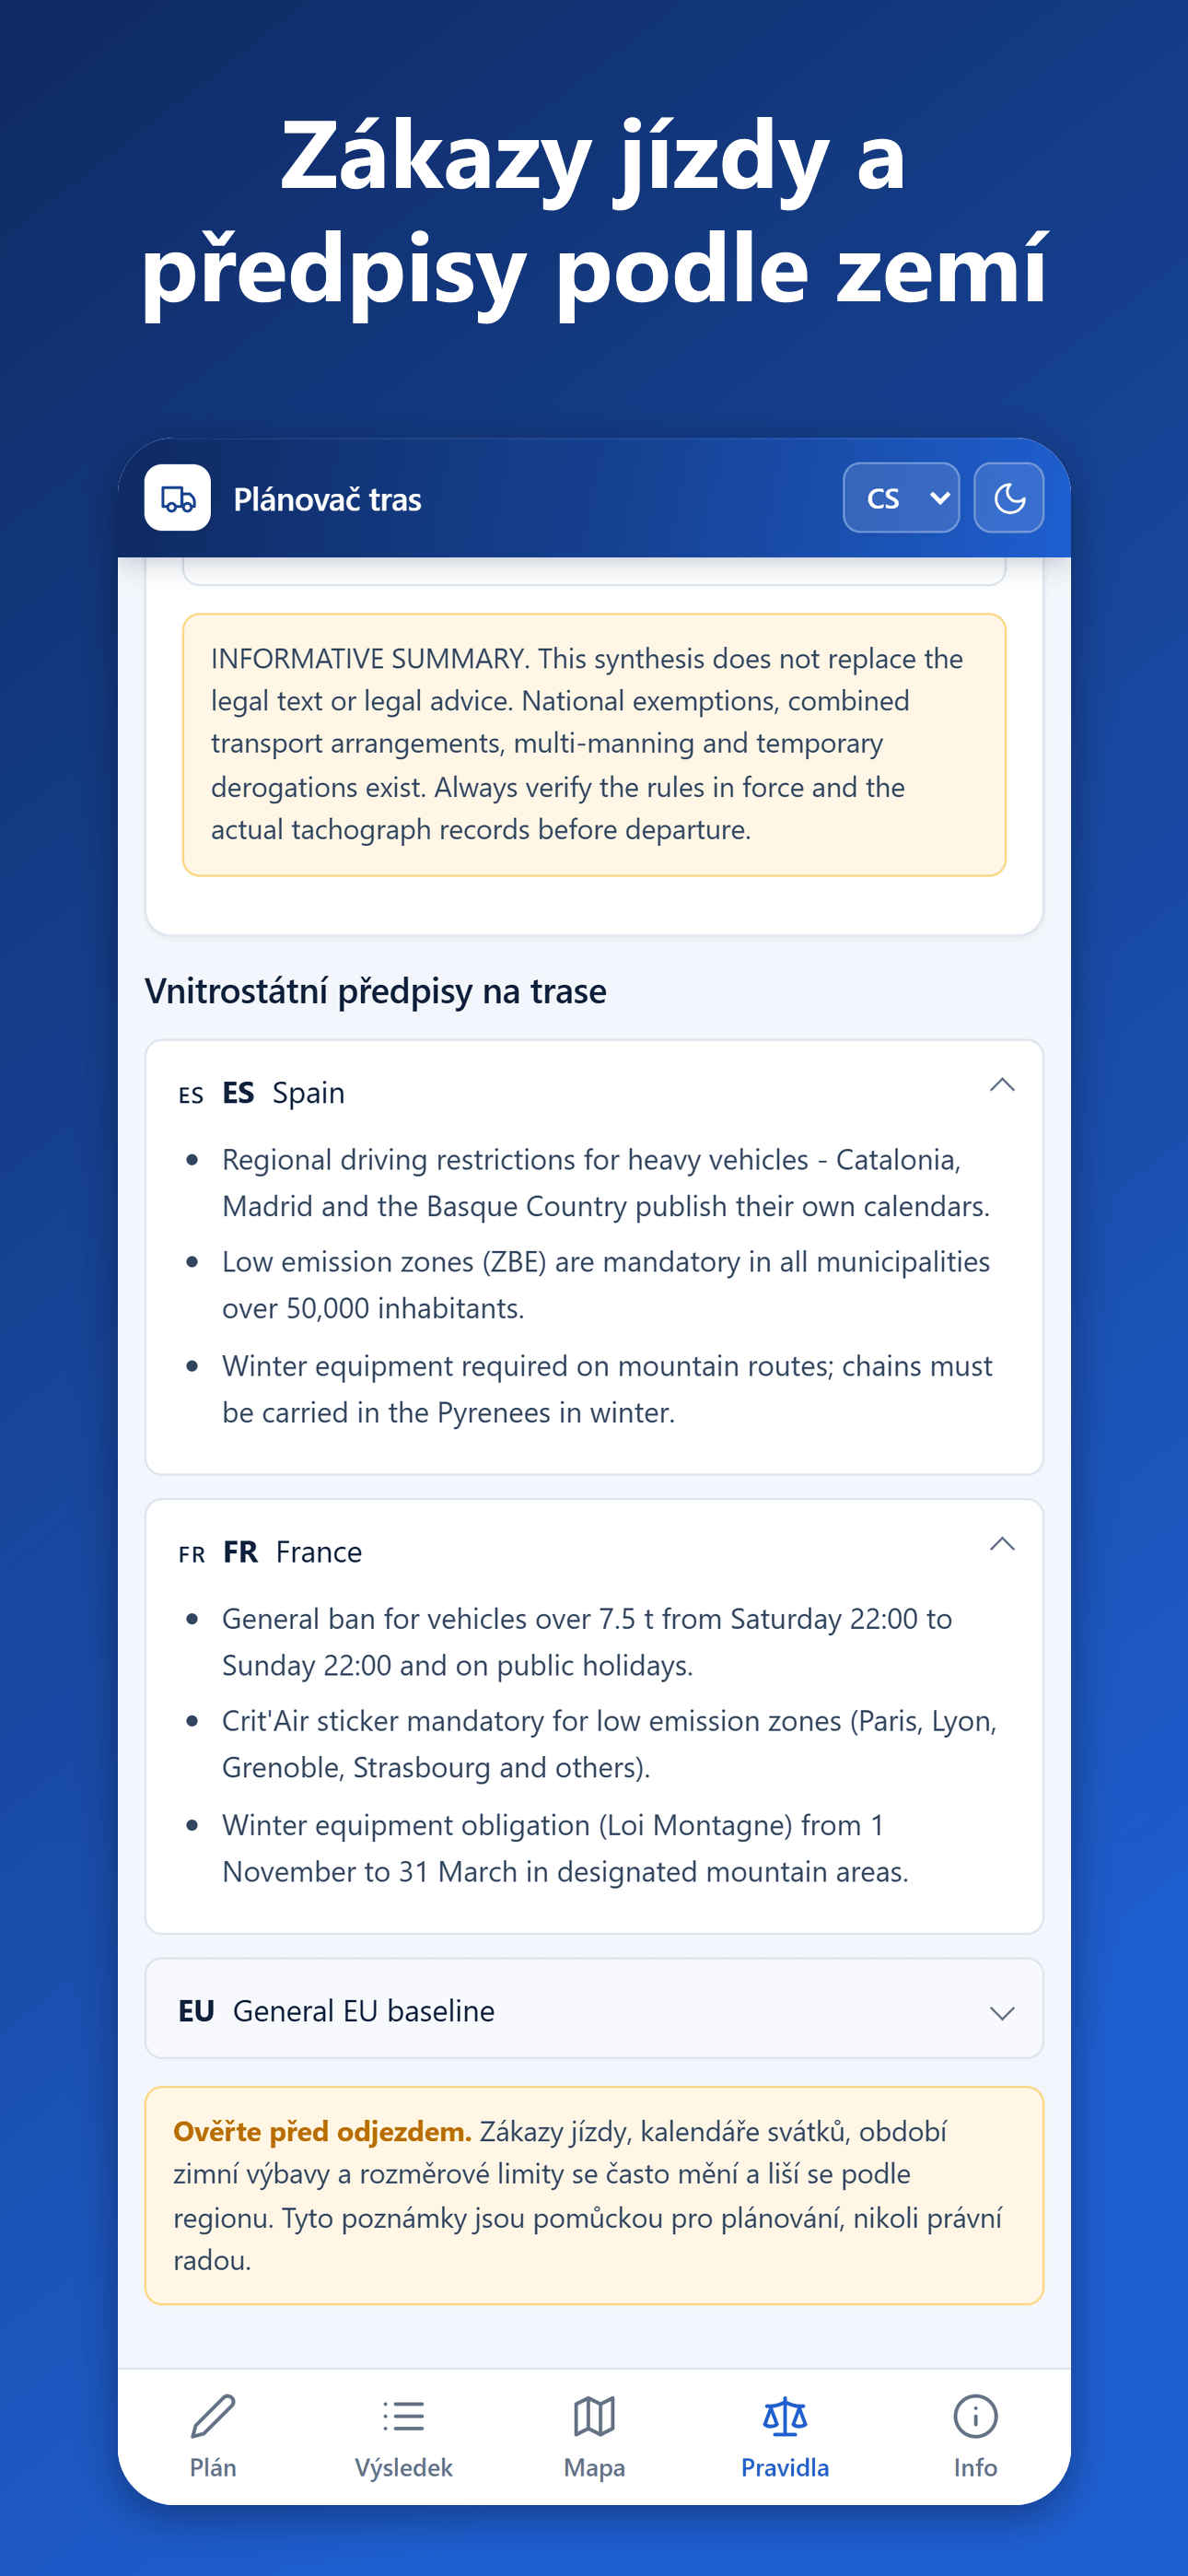 Zákazy jízdy a
předpisy podle zemí
Plánovač tras
CS
INFORMATIVE SUMMARY. This synthesis does not replace the
legal text or legal advice. National exemptions, combined
transport arrangements, multi-manning and temporary
derogations exist. Always verify the rules in force and the
actual tachograph records before departure.
Vnitrostátní předpisy na trase
ES ES Spain
Regional driving restrictions for heavy vehicles - Catalonia,
Madrid and the Basque Country publish their own calendars.
Low emission zones (ZBE) are mandatory in all municipalities
over 50,000 inhabitants.
Winter equipment required on mountain routes; chains must
be carried in the Pyrenees in winter.
FR FR France
General ban for vehicles over 7.5 t from Saturday 22:00 to
Sunday 22:00 and on public holidays.
Crit'Air sticker mandatory for low emission zones (Paris, Lyon,
Grenoble, Strasbourg and others).
Winter equipment obligation (Loi Montagne) from 1
November to 31 March in designated mountain areas.
EU General EU baseline
Ověřte před odjezdem. Zákazy jízdy, kalendáře svátků, období
zimní výbavy a rozměrové limity se často mění a liší se podle
regionu. Tyto poznámky jsou pomůckou pro plánování, nikoli právní
radou.
Plán
Výsledek
Mapa
Pravidla
Info